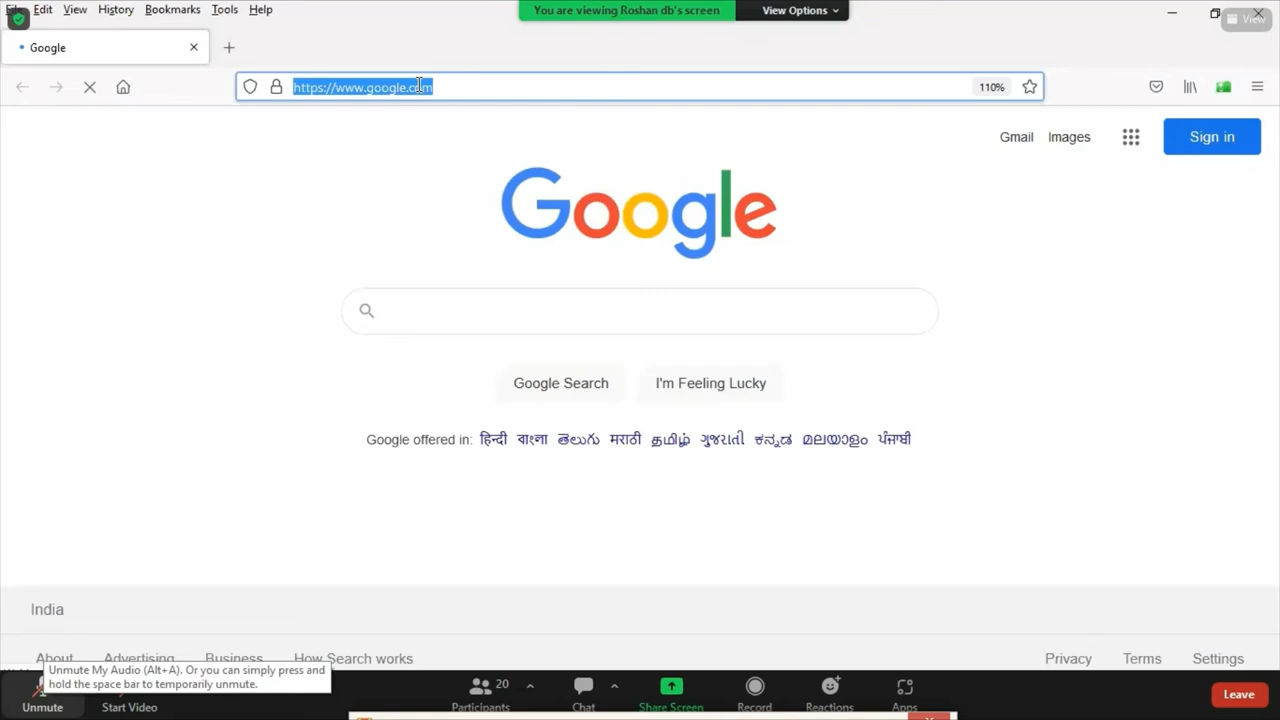 File Edit View History Bookmarks Tools Help
You are viewing Roshan db's screen View Options
View
Google
https://www.google.com 110%
Gmail Images Sign in
Google
Google Search I'm Feeling Lucky
Google offered in: हिन्दी বাংলা తెలుగు मराठी தமிழ் ગુજરાતી ಕನ್ನಡ മലയാളം ਪੰਜਾਬੀ
India
About Advertising Business How Search works Privacy Terms Settings
Unmute My Audio (Alt+A). Or you can simply press and
hold the space bar to temporarily unmute.
20
Unmute Start Video Participants Chat Share Screen Record Reactions Apps Leave